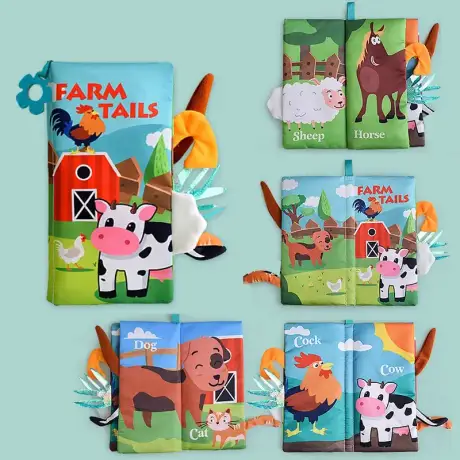 FARM
TAILS
Sheep
Horse
FARM
TAILS
Dog
Cat
Cock
Cow